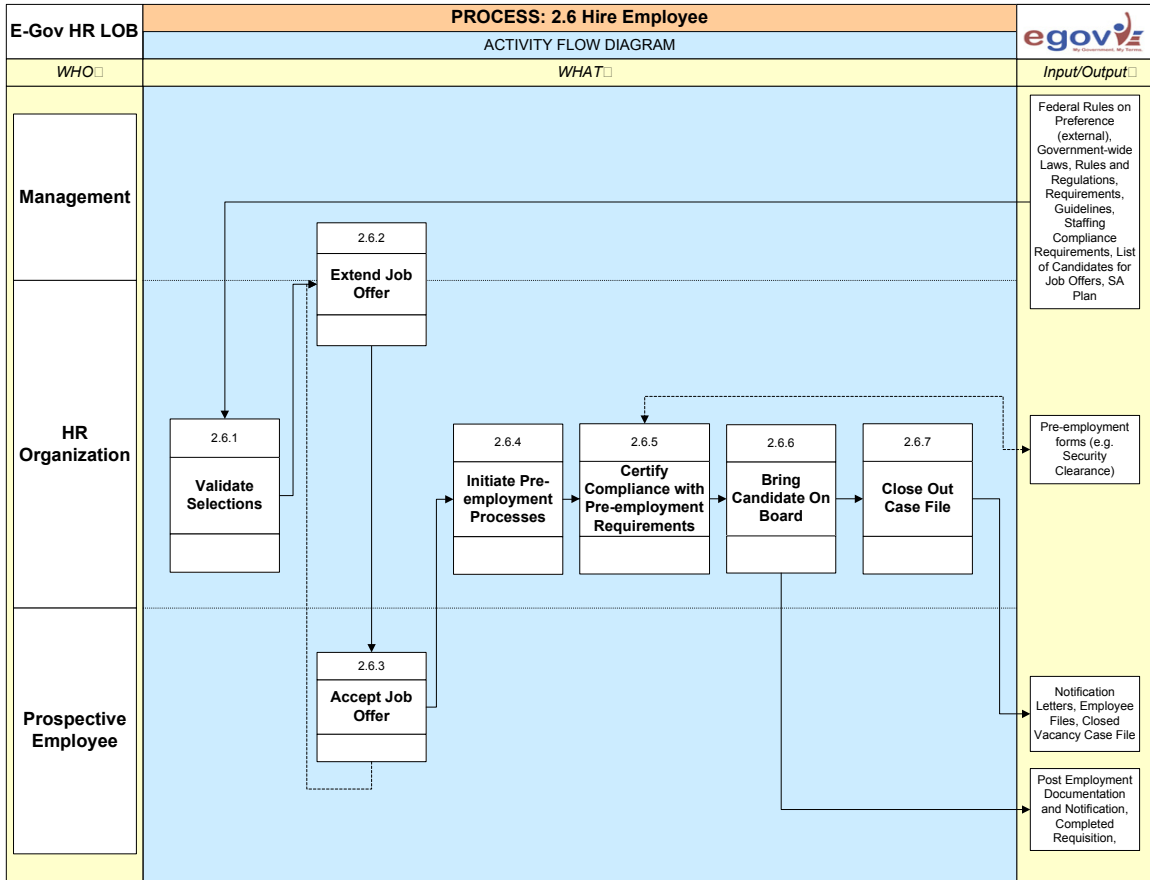 E-Gov HR LOB
PROCESS: 2.6 Hire Employee
ACTIVITY FLOW DIAGRAM
egov
My Government. My Terms.
WHO□
WHAT□
Input/Output□
Management
HR
Organization
Prospective
Employee
2.6.1
Validate
Selections
2.6.2
Extend Job
Offer
2.6.3
Accept Job
Offer
2.6.4
Initiate Pre-
employment
Processes
2.6.5
Certify
Compliance with
Pre-employment
Requirements
2.6.6
Bring
Candidate On
Board
2.6.7
Close Out
Case File
Federal Rules on
Preference
(external),
Government-wide
Laws, Rules and
Regulations,
Requirements,
Guidelines,
Staffing
Compliance
Requirements, List
of Candidates for
Job Offers, SA
Plan
Pre-employment
forms (e.g.
Security
Clearance)
Notification
Letters, Employee
Files, Closed
Vacancy Case File
Post Employment
Documentation
and Notification,
Completed
Requisition,